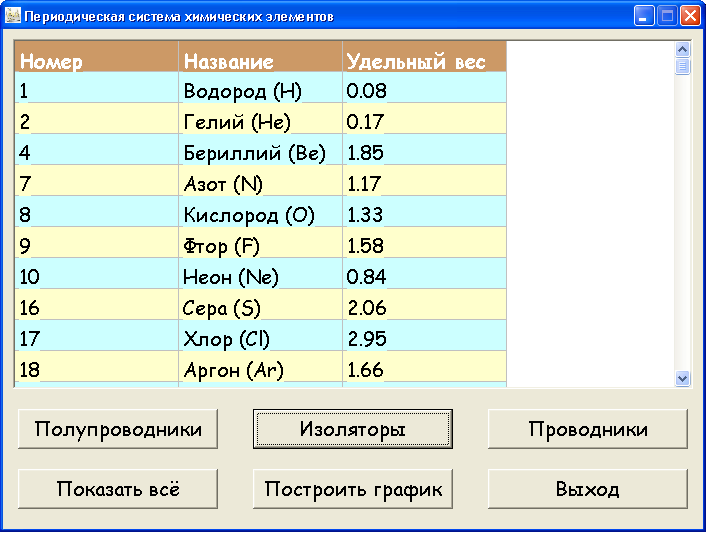 Периодическая система химических элементов
Номер Название Удельный вес
1 Водород (H) 0.08
2 Гелий (He) 0.17
4 Бериллий (Be) 1.85
7 Азот (N) 1.17
8 Кислород (O) 1.33
9 Фтор (F) 1.58
10 Неон (Ne) 0.84
16 Сера (S) 2.06
17 Хлор (Cl) 2.95
18 Аргон (Ar) 1.66
Полупроводники Изоляторы Проводники
Показать всё Построить график Выход